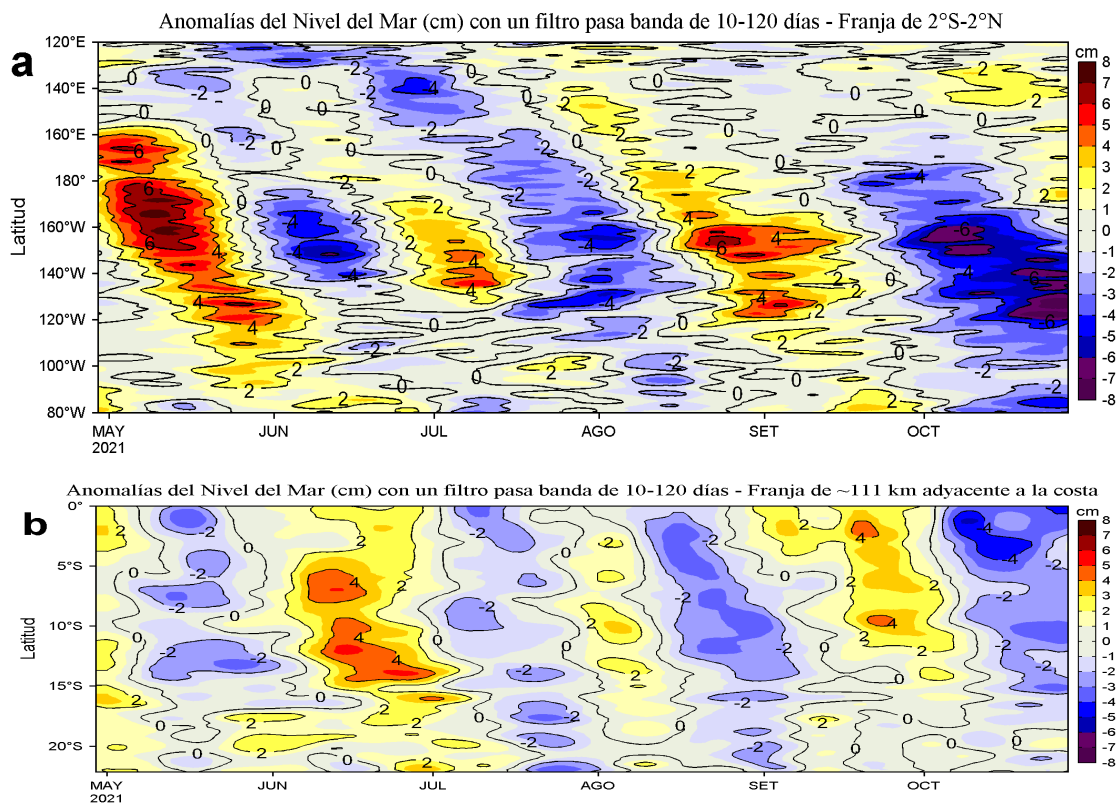 Anomalías del Nivel del Mar (cm) con un filtro pasa banda de 10-120 días - Franja de 2°S-2°N
a
Latitud
120°E
140°E
160°E
180°
160°W
140°W
120°W
100°W
80°W
MAY
2021
JUN
JUL
AGO
SET
OCT
cm
8
7
6
5
4
3
2
1
0
-1
-2
-3
-4
-5
-6
-7
-8
Anomalías del Nivel del Mar (cm) con un filtro pasa banda de 10-120 días - Franja de ~111 km adyacente a la costa
b
Latitud
0°
5°S
10°S
15°S
20°S
MAY
2021
JUN
JUL
AGO
SET
OCT
cm
8
7
6
5
4
3
2
1
0
-1
-2
-3
-4
-5
-6
-7
-8